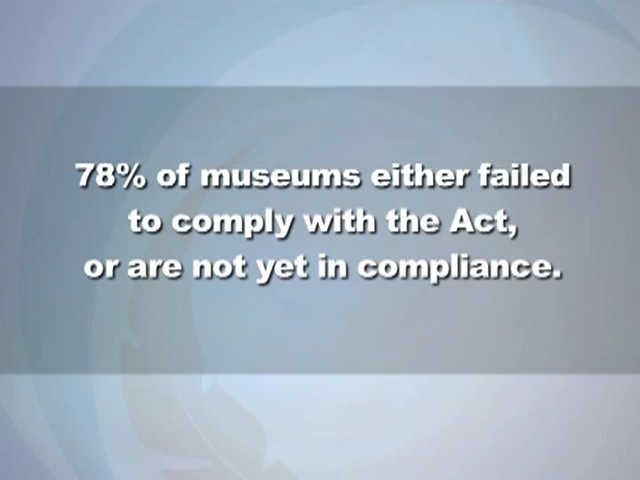 78% of museums either failed
to comply with the Act,
or are not yet in compliance.